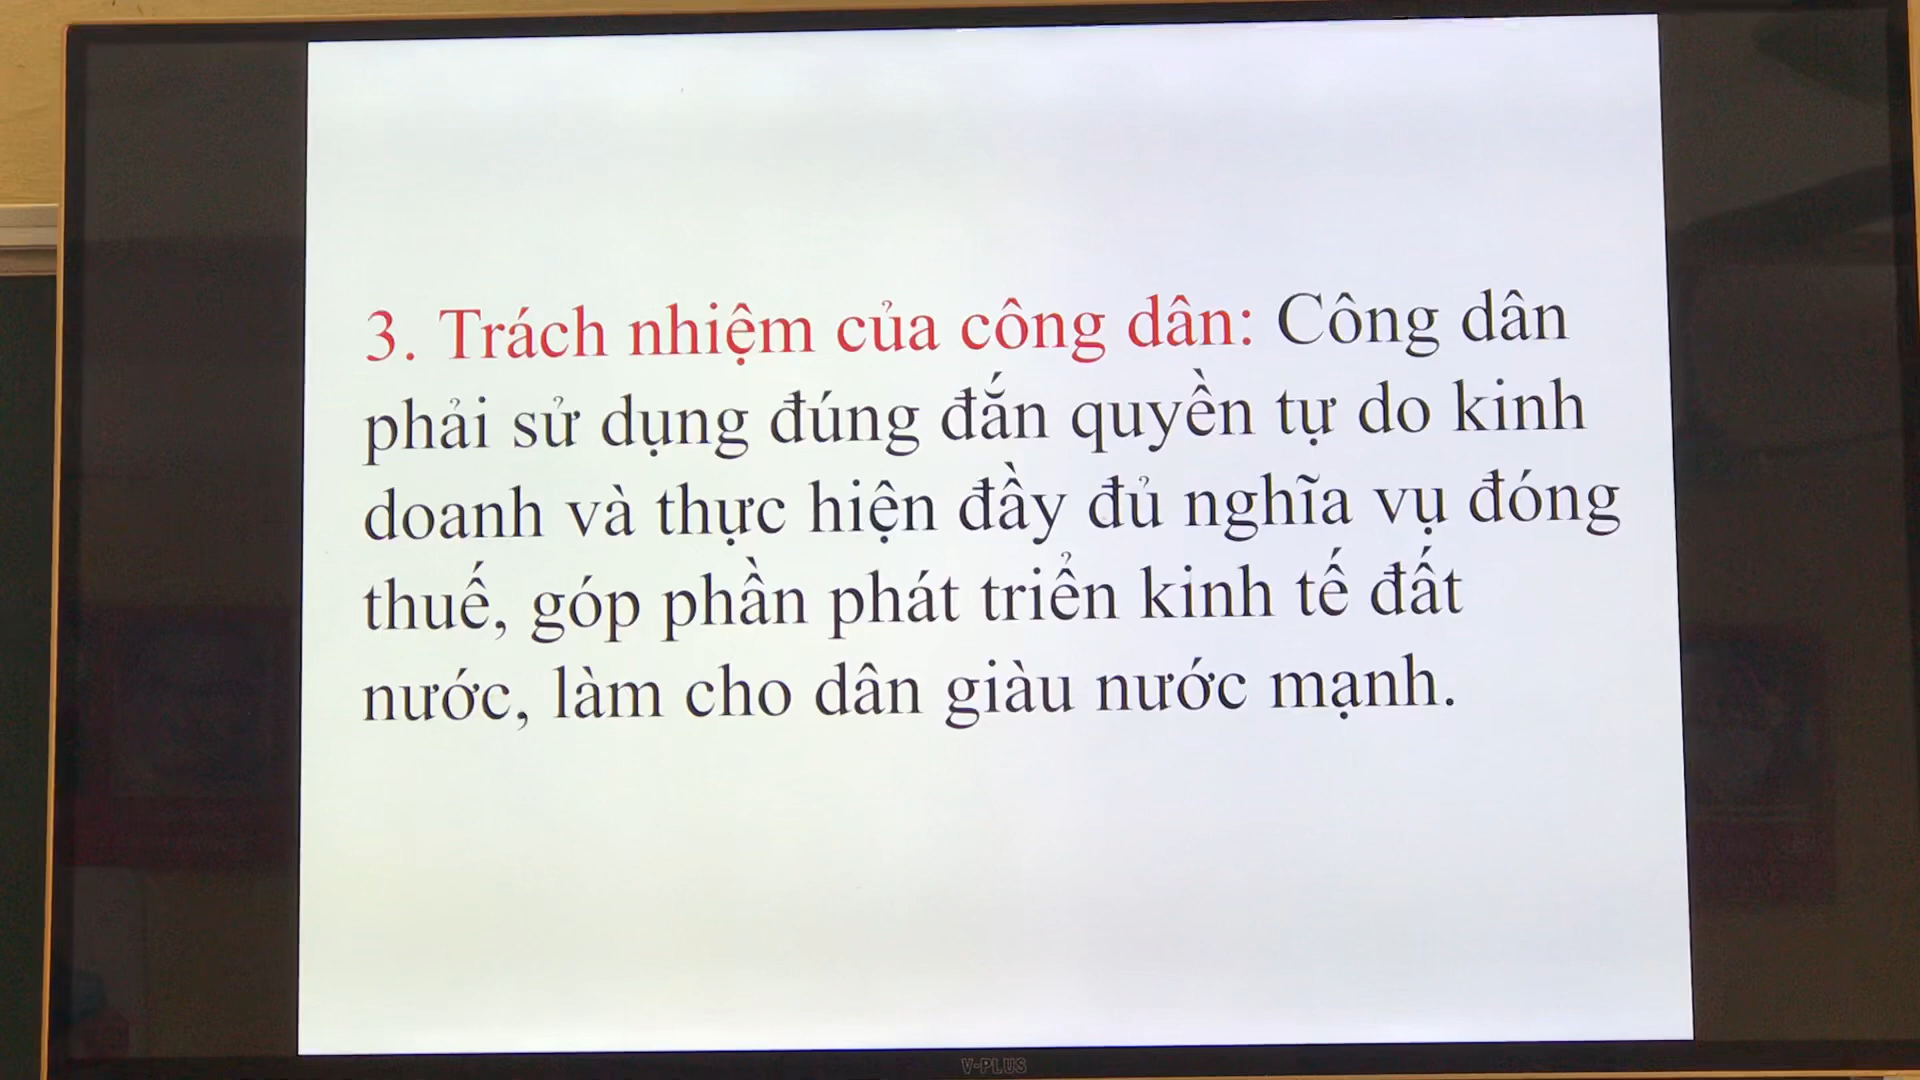 3. Trách nhiệm của công dân: Công dân
phải sử dụng đúng đắn quyền tự do kinh
doanh và thực hiện đầy đủ nghĩa vụ đóng
thuế, góp phần phát triển kinh tế đất
nước, làm cho dân giàu nước mạnh.
V-PLUS